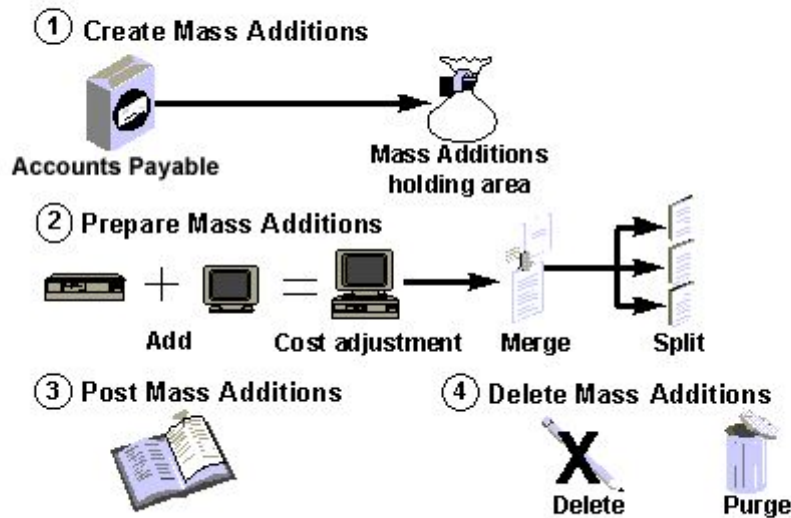 1 Create Mass Additions
Accounts Payable
Mass Additions
holding area
2 Prepare Mass Additions
Add
Cost adjustment
Merge
Split
3 Post Mass Additions
4 Delete Mass Additions
Delete
Purge